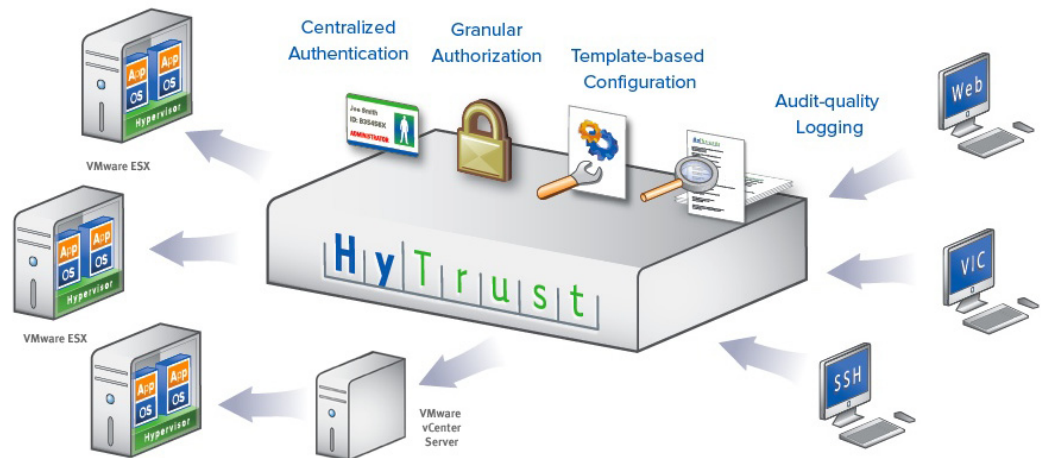 Centralized
Authentication
Granular
Authorization
Template-based
Configuration
Audit-quality
Logging
App
App
OS
OS
Hypervisor
VMware ESX
Joe Smith
ID: B25458X
ADMINISTRATOR
Web
App
App
OS
OS
Hypervisor
VMware ESX
HyTrust
VIC
App
App
OS
OS
Hypervisor
VMware
vCenter
Server
SSH